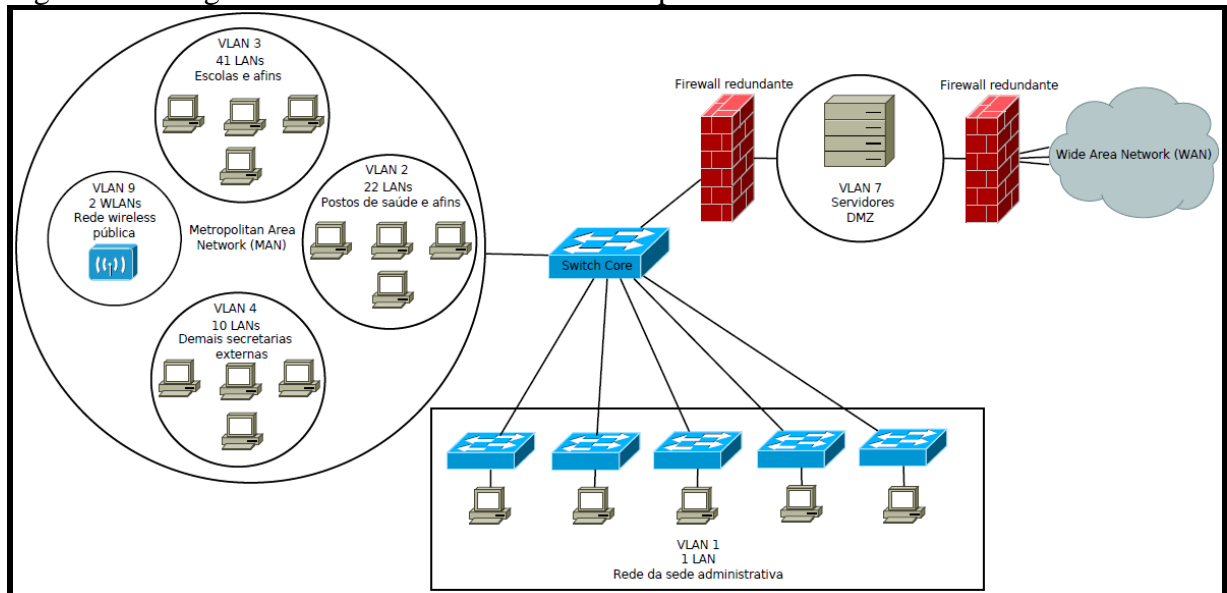 VLAN 3
41 LANs
Escolas e afins
VLAN 9
2 WLANs
Rede wireless
pública
Metropolitan Area
Network (MAN)
VLAN 2
22 LANs
Postos de saúde e afins
VLAN 4
10 LANs
Demais secretarias
externas
Switch Core
Firewall redundante
VLAN 7
Servidores
DMZ
Firewall redundante
Wide Area Network (WAN)
VLAN 1
1 LAN
Rede da sede administrativa